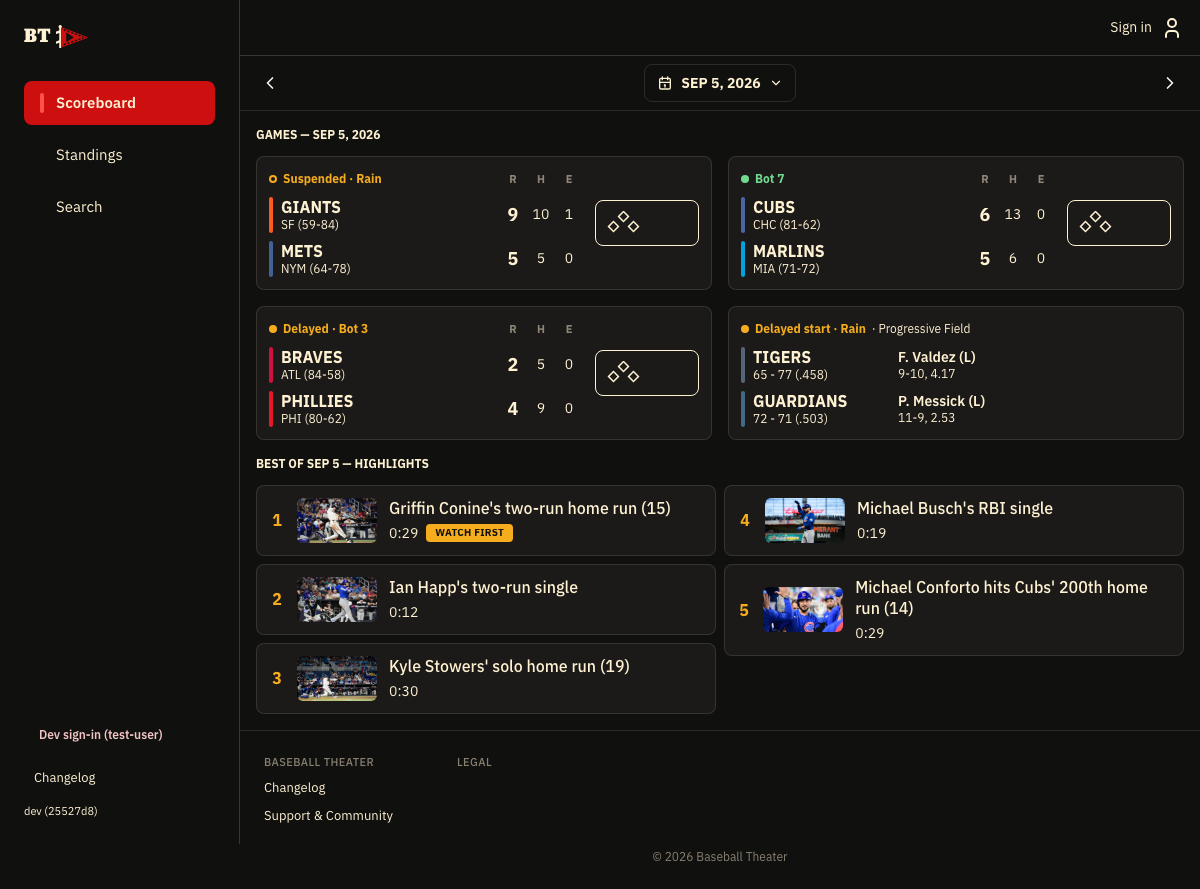 BT
Sign in
Scoreboard
Standings
Search
SEP 5, 2026
GAMES — SEP 5, 2026
Suspended · Rain
R H E
GIANTS
SF (59-84)
9 10 1
METS
NYM (64-78)
5 5 0
Bot 7
R H E
CUBS
CHC (81-62)
6 13 0
MARLINS
MIA (71-72)
5 6 0
Delayed · Bot 3
R H E
BRAVES
ATL (84-58)
2 5 0
PHILLIES
PHI (80-62)
4 9 0
Delayed start · Rain · Progressive Field
TIGERS
65 - 77 (.458)
F. Valdez (L)
9-10, 4.17
GUARDIANS
72 - 71 (.503)
P. Messick (L)
11-9, 2.53
BEST OF SEP 5 — HIGHLIGHTS
1
Griffin Conine's two-run home run (15)
0:29 WATCH FIRST
2
Ian Happ's two-run single
0:12
3
Kyle Stowers' solo home run (19)
0:30
4
Michael Busch's RBI single
0:19
5
Michael Conforto hits Cubs' 200th home
run (14)
0:29
Dev sign-in (test-user)
Changelog
dev (25527d8)
BASEBALL THEATER
Changelog
Support & Community
LEGAL
© 2026 Baseball Theater